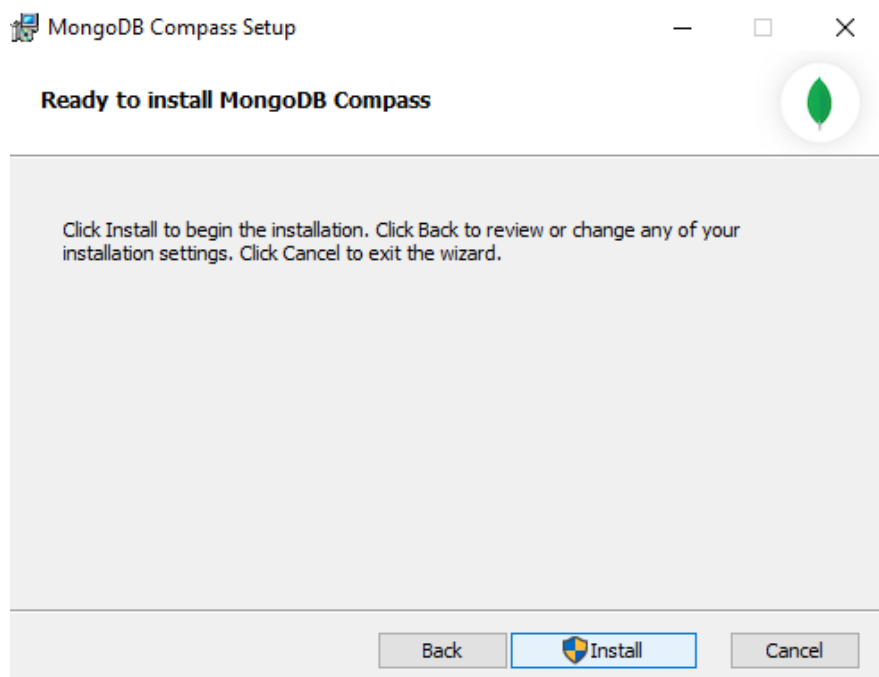 MongoDB Compass Setup
Ready to install MongoDB Compass
Click Install to begin the installation. Click Back to review or change any of your
installation settings. Click Cancel to exit the wizard.
Back
Install
Cancel